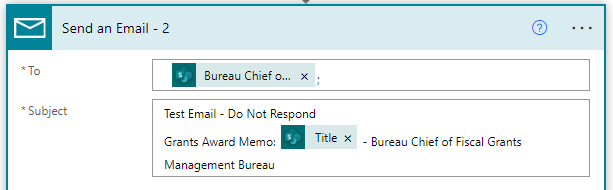 Send an Email - 2
* To
Bureau Chief o... × ;
* Subject
Test Email - Do Not Respond
Grants Award Memo: Title × - Bureau Chief of Fiscal Grants
Management Bureau